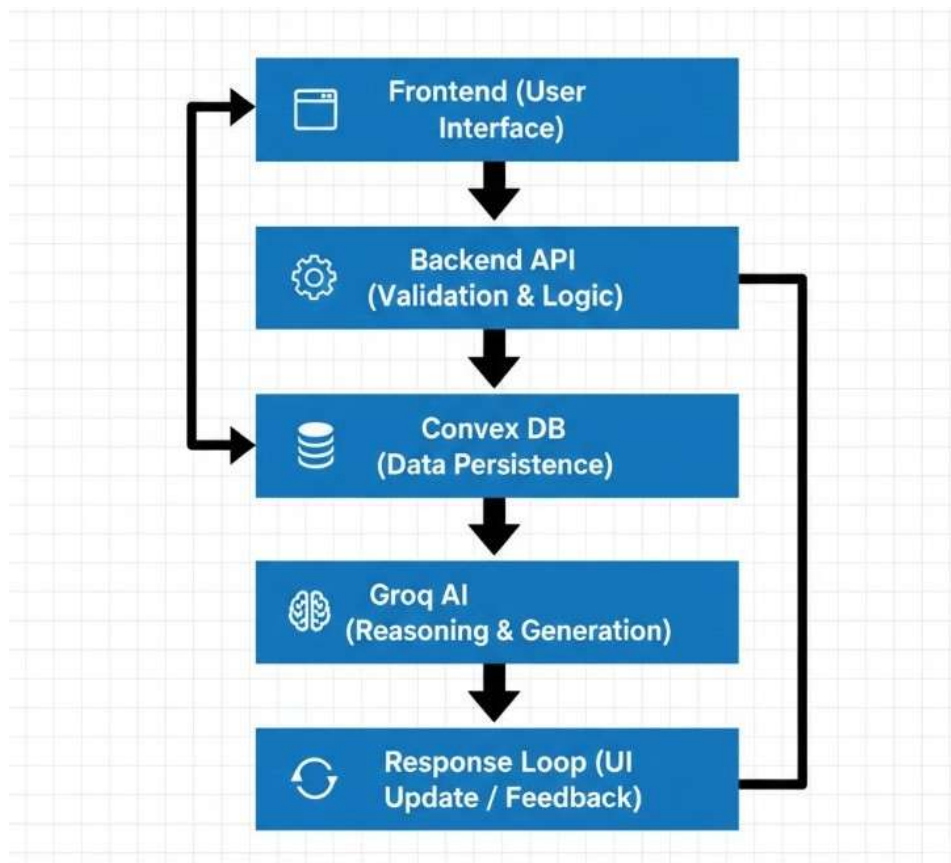 Frontend (User
Interface)
Backend API
(Validation & Logic)
Convex DB
(Data Persistence)
Groq AI
(Reasoning & Generation)
Response Loop (UI
Update / Feedback)